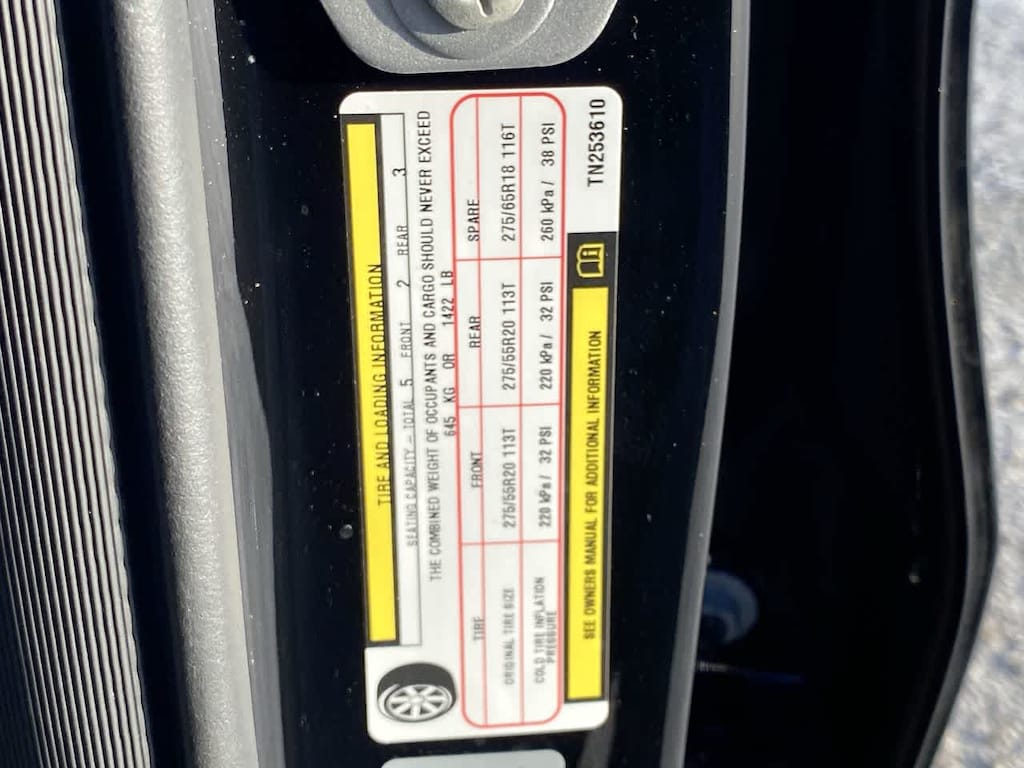 TIRE AND LOADING INFORMATION
SEATING CAPACITY – TOTAL 5 FRONT 2 REAR 3
THE COMBINED WEIGHT OF OCCUPANTS AND CARGO SHOULD NEVER EXCEED
645 KG OR 1422 LB
TIRE FRONT REAR SPARE
ORIGINAL TIRE SIZE 275/55R20 113T 275/55R20 113T 275/65R18 116T
COLD TIRE INFLATION PRESSURE 220 kPa / 32 PSI 220 kPa / 32 PSI 260 kPa / 38 PSI
SEE OWNERS MANUAL FOR ADDITIONAL INFORMATION
TN253610